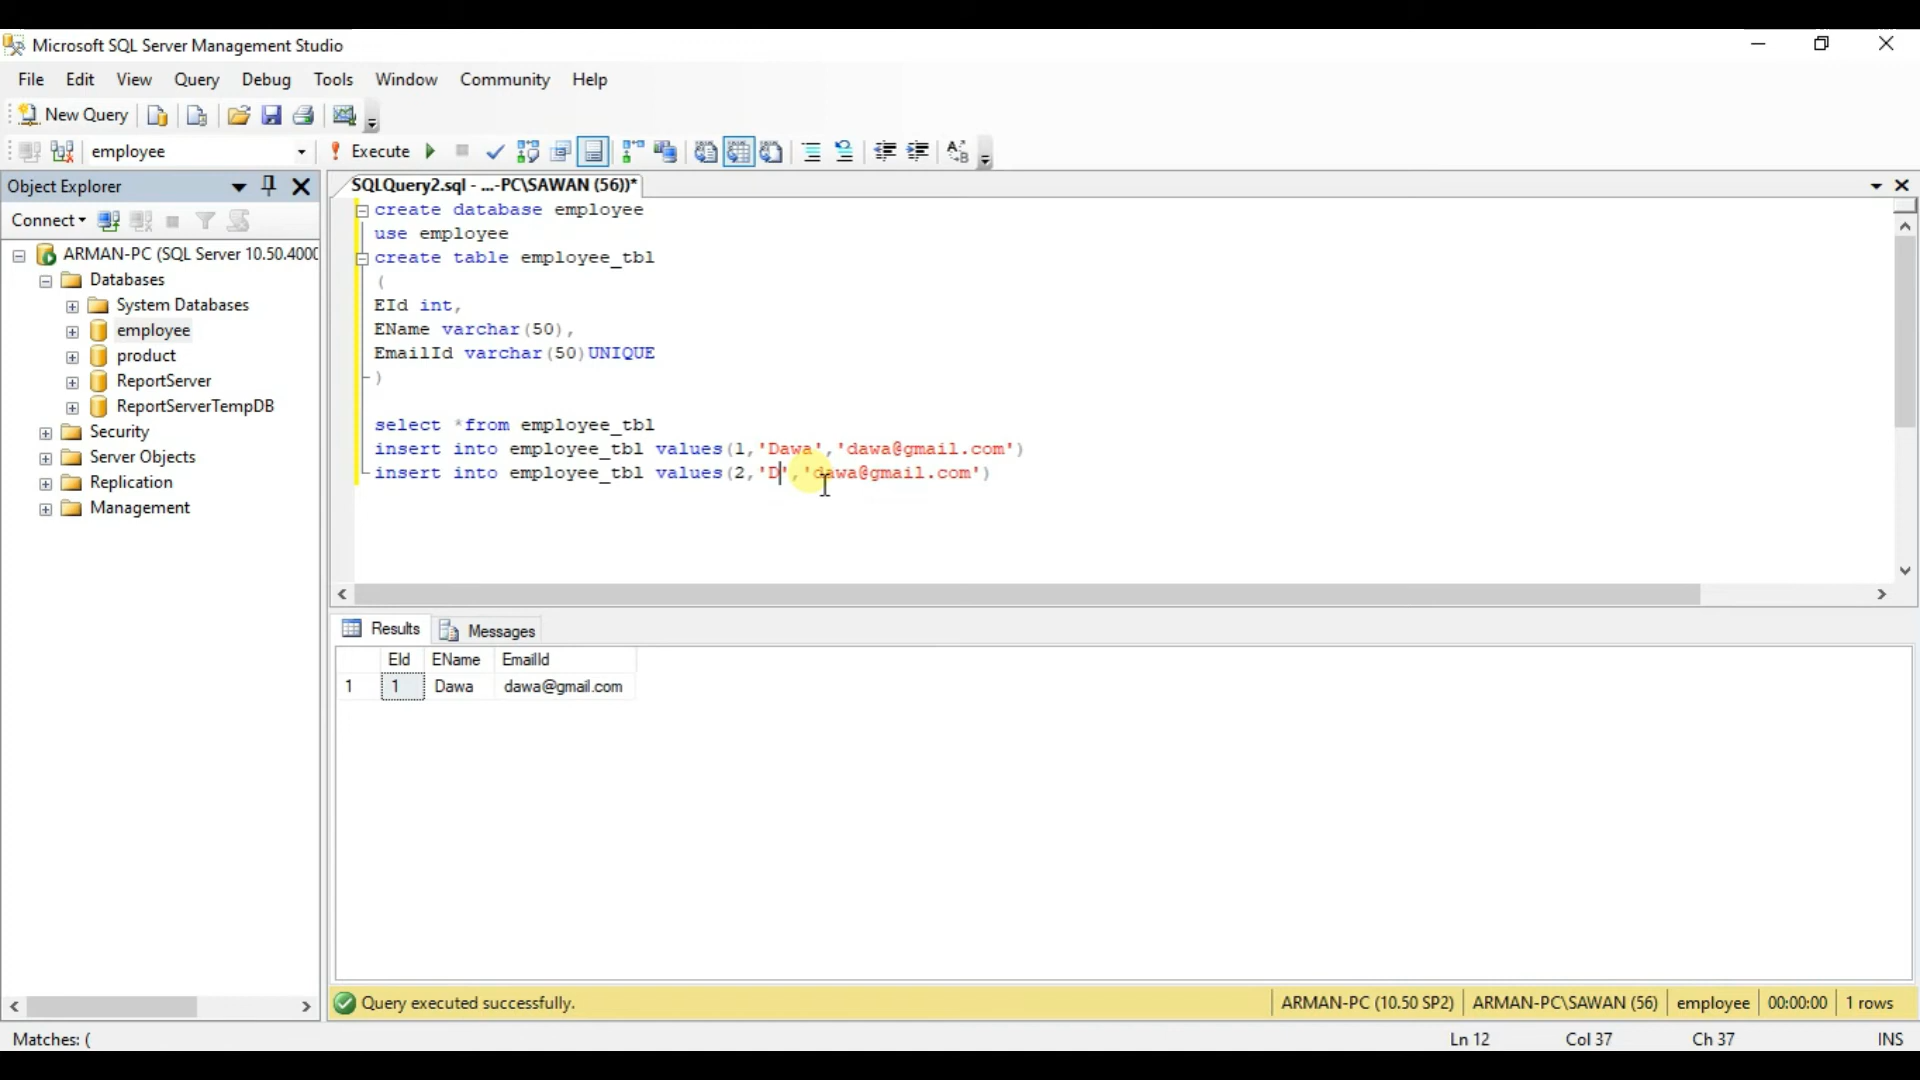 Microsoft SQL Server Management Studio
File Edit View Query Debug Tools Window Community Help
New Query
employee Execute
Object Explorer
Connect
ARMAN-PC (SQL Server 10.50.4000
Databases
System Databases
employee
product
ReportServer
ReportServerTempDB
Security
Server Objects
Replication
Management
SQLQuery2.sql - ...-PC\SAWAN (56))*
create database employee
use employee
create table employee_tbl
(
EId int,
EName varchar(50),
EmailId varchar(50)UNIQUE
)
select *from employee_tbl
insert into employee_tbl values(1,'Dawa','dawa@gmail.com')
insert into employee_tbl values(2,'D','dawa@gmail.com')
Results Messages
EId EName EmailId
1 1 Dawa dawa@gmail.com
Query executed successfully. ARMAN-PC (10.50 SP2) ARMAN-PC\SAWAN (56) employee 00:00:00 1 rows
Matches: ( Ln 12 Col 37 Ch 37 INS